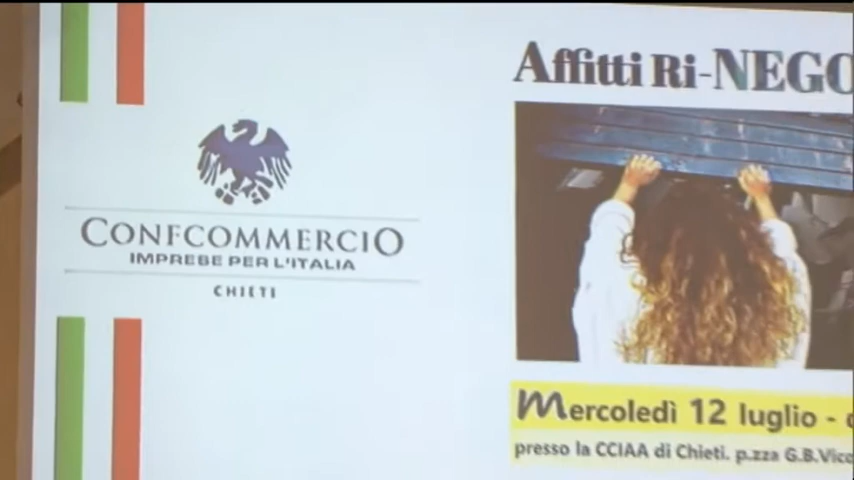 CONFCOMMERCIO
IMPRESE PER L'ITALIA
CHIETI
Affitti Ri-NEGO
Mercoledì 12 luglio -
presso la CCIAA di Chieti. p.zza G.B.Vico